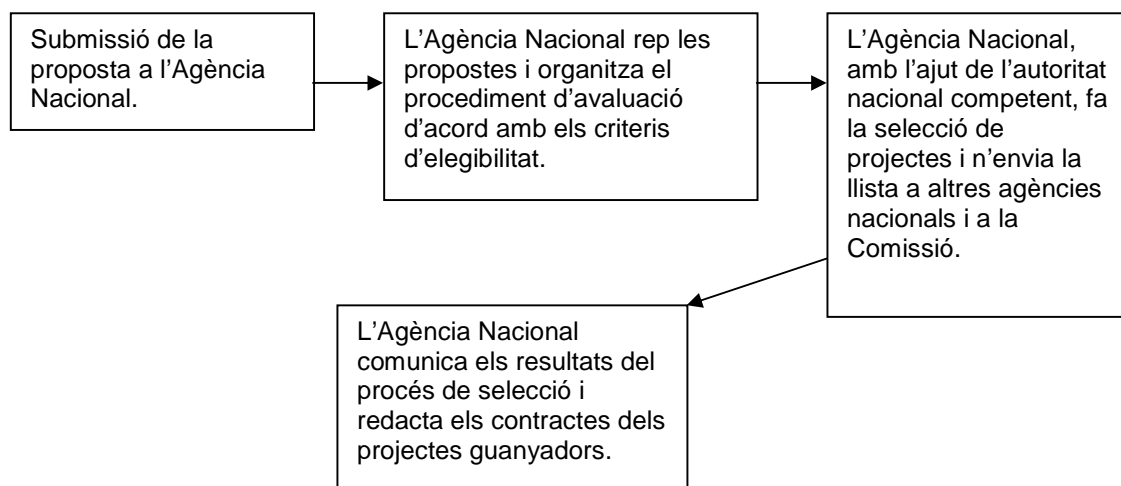 Submissió de la
proposta a l’Agència
Nacional.
L’Agència Nacional rep les
propostes i organitza el
procediment d’avaluació
d’acord amb els criteris
d’elegibilitat.
L’Agència Nacional,
amb l’ajut de l’autoritat
nacional competent, fa
la selecció de
projectes i n’envia la
llista a altres agències
nacionals i a la
Comissió.
L’Agència Nacional
comunica els resultats del
procés de selecció i
redacta els contractes dels
projectes guanyadors.